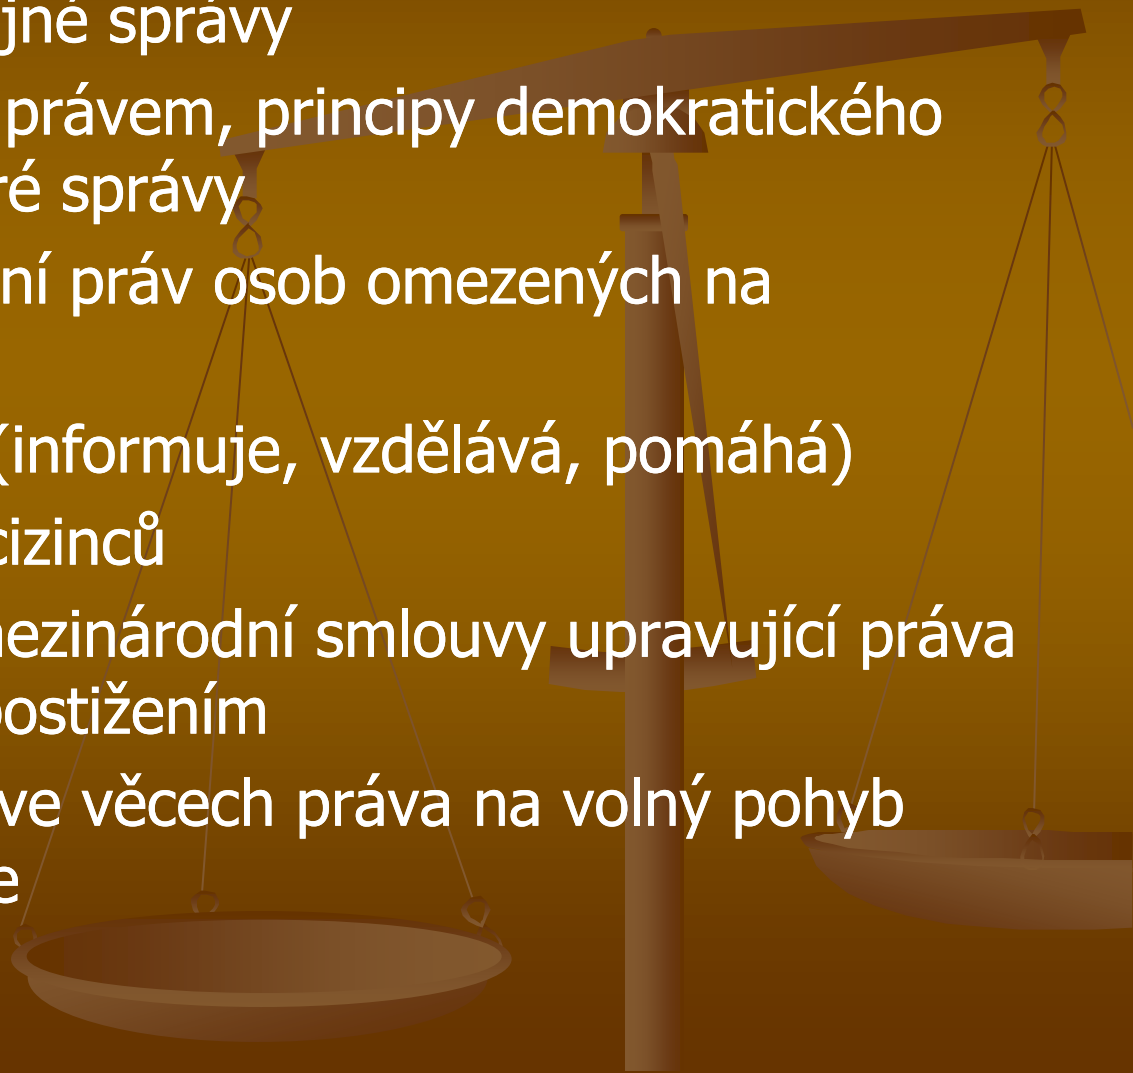 jné správy
právem, principy demokratického
ré správy
ní práv osob omezených na
(informuje, vzdělává, pomáhá)
cizinců
mezinárodní smlouvy upravující práva
postižením
ve věcech práva na volný pohyb
e